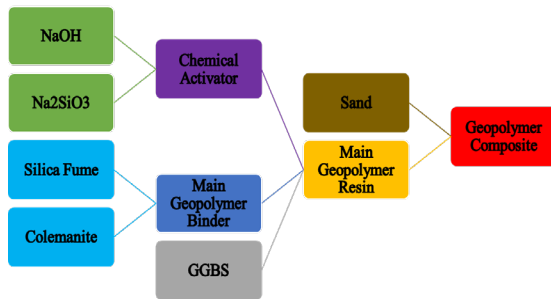 NaOH
Na2SiO3
Silica Fume
Colemanite
Chemical
Activator
Main
Geopolymer
Binder
GGBS
Sand
Main
Geopolymer
Resin
Geopolymer
Composite